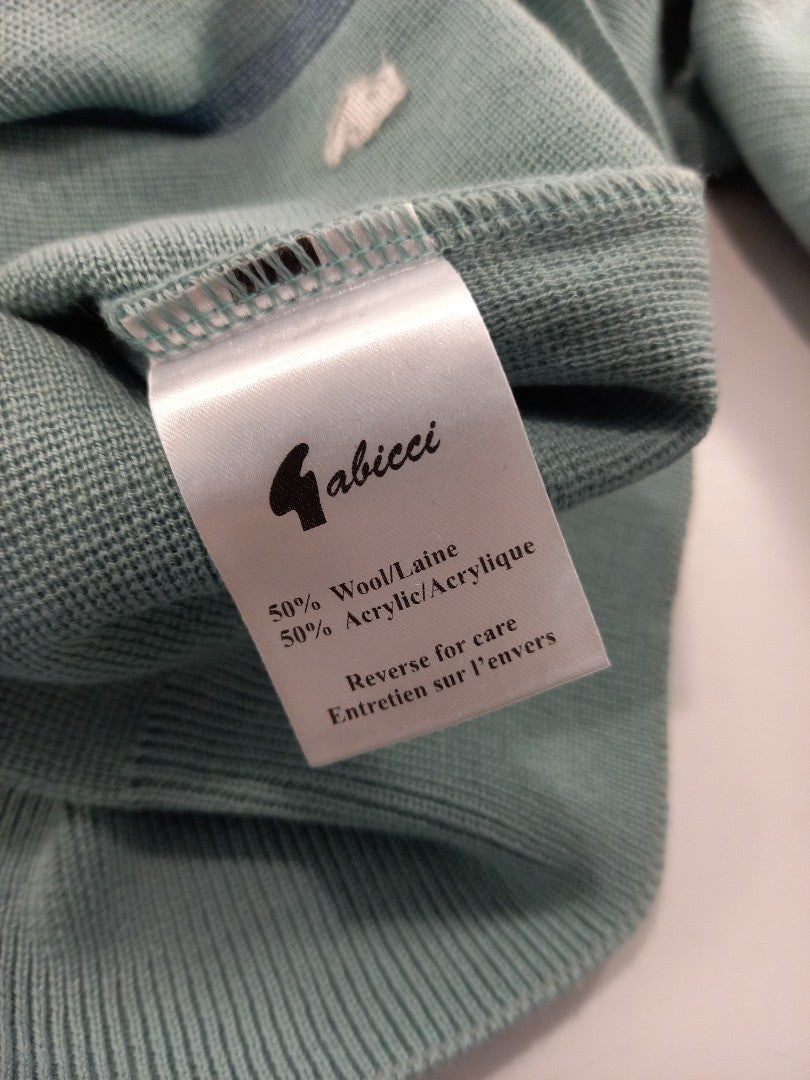 Gabicci
50% Wool/Laine
50% Acrylic/Acrylique
Reverse for care
Entretien sur l'envers